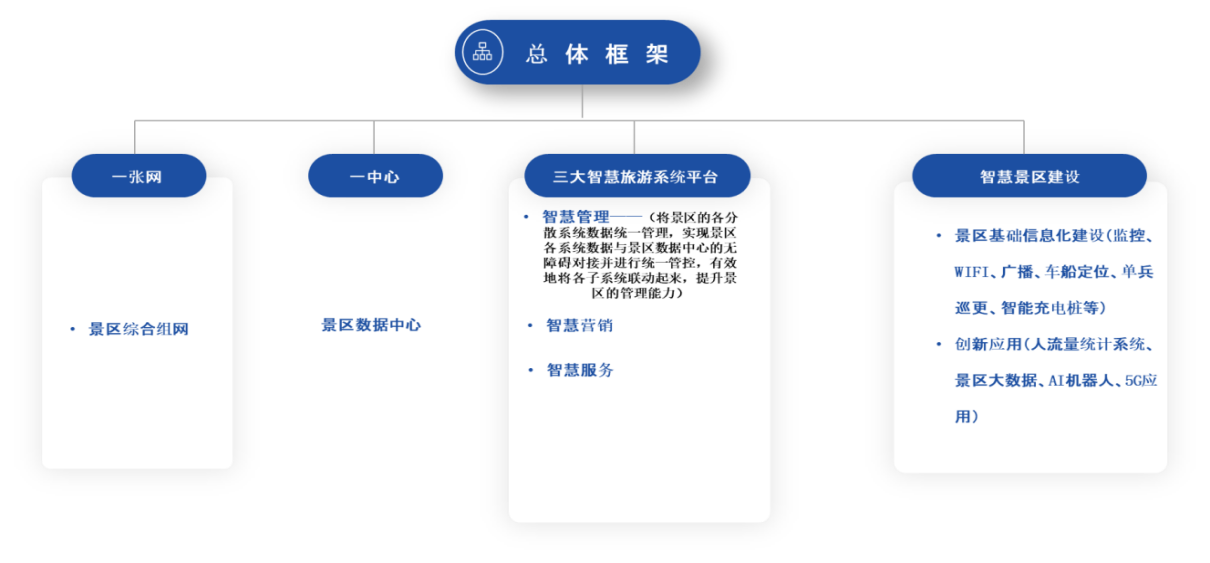 总体框架
一张网
• 景区综合组网
一中心
景区数据中心
三大智慧旅游系统平台
• 智慧管理——（将景区的各分
散系统数据统一管理，实现景区
各系统数据与景区数据中心的无
障碍对接并进行统一管控，有效
地将各子系统联动起来，提升景
区的管理能力）
• 智慧营销
• 智慧服务
智慧景区建设
• 景区基础信息化建设(监控、
WIFI、广播、车船定位、单兵
巡更、智能充电桩等)
• 创新应用(人流量统计系统、
景区大数据、AI机器人、5G应
用)